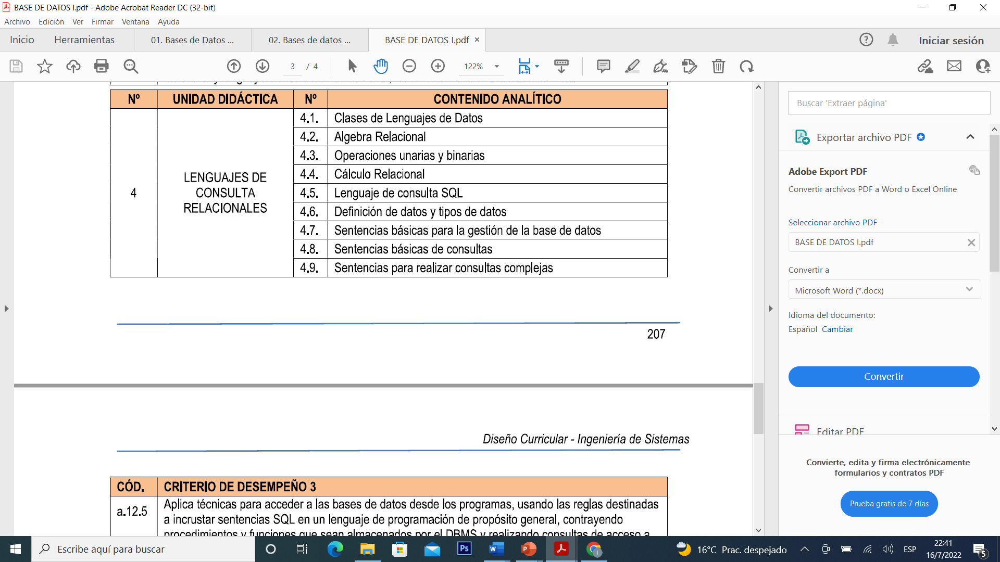 BASE DE DATOS I.pdf - Adobe Acrobat Reader DC (32-bit)
Archivo Edición Ver Firmar Ventana Ayuda
Inicio Herramientas 01. Bases de Datos ... 02. Bases de datos ... BASE DE DATOS I.pdf × Iniciar sesión
3 / 4 122%
Nº UNIDAD DIDÁCTICA Nº CONTENIDO ANALÍTICO
4 LENGUAJES DE CONSULTA RELACIONALES
4.1. Clases de Lenguajes de Datos
4.2. Algebra Relacional
4.3. Operaciones unarias y binarias
4.4. Cálculo Relacional
4.5. Lenguaje de consulta SQL
4.6. Definición de datos y tipos de datos
4.7. Sentencias básicas para la gestión de la base de datos
4.8. Sentencias básicas de consultas
4.9. Sentencias para realizar consultas complejas
207
Diseño Curricular - Ingeniería de Sistemas
CÓD. CRITERIO DE DESEMPEÑO 3
a.12.5 Aplica técnicas para acceder a las bases de datos desde los programas, usando las reglas destinadas
a incrustar sentencias SQL en un lenguaje de programación de propósito general, contrayendo
procedimientos y funciones que sean almacenados por el DBMS y realizando consultas de acceso a
Buscar 'Extraer página'
Exportar archivo PDF
Adobe Export PDF
Convertir archivos PDF a Word o Excel Online
Seleccionar archivo PDF
BASE DE DATOS I.pdf
Convertir a
Microsoft Word (*.docx)
Idioma del documento:
Español Cambiar
Convertir
Editar PDF
Convierte, edita y firma electrónicamente
formularios y contratos PDF
Prueba gratis de 7 días
Escribe aquí para buscar
Ps
16°C Prac. despejado
ESP
22:41
16/7/2022
5